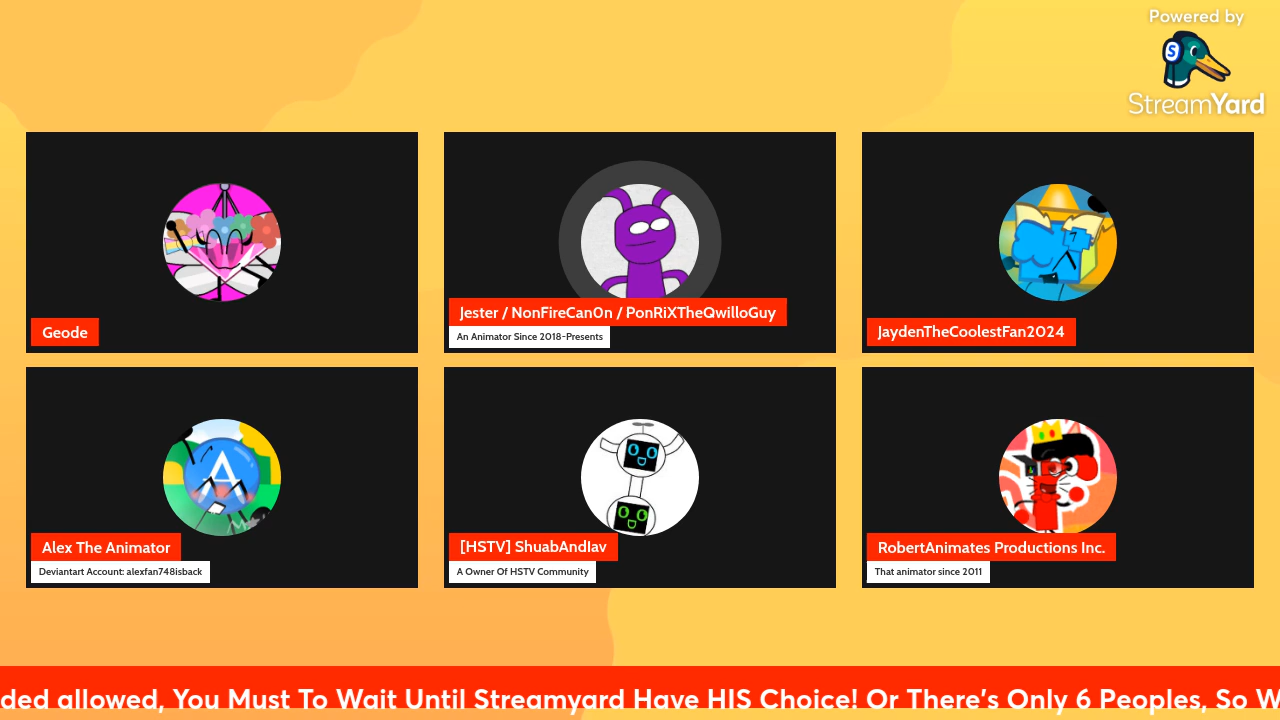 Powered by
StreamYard
Geode
Jester / NonFireCan0n / PonRiXTheQwilloGuy
An Animator Since 2018-Presents
JaydenTheCoolestFan2024
Alex The Animator
Deviantart Account: alexfan748isback
[HSTV] ShuabAndIav
A Owner Of HSTV Community
RobertAnimates Productions Inc.
That animator since 2011
ded allowed, You Must To Wait Until Streamyard Have HIS Choice! Or There's Only 6 Peoples, So W